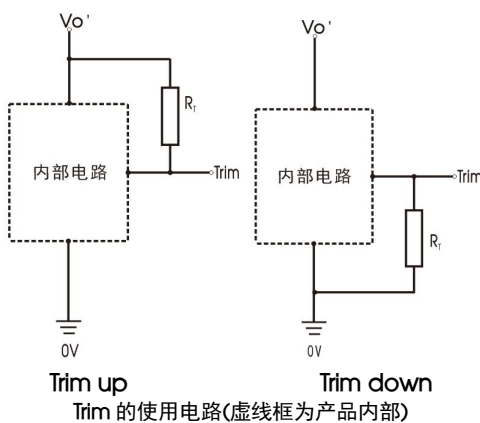 Vo'
RT
内部电路
Trim
0V
Trim up
Vo'
内部电路
Trim
RT
0V
Trim down
Trim 的使用电路(虚线框为产品内部)